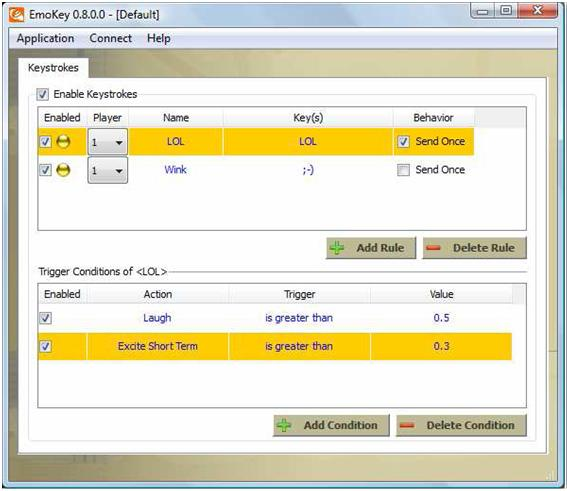 EmoKey 0.8.0.0 - [Default]
Application Connect Help
Keystrokes
Enable Keystrokes
Enabled Player Name Key(s) Behavior
1 LOL LOL Send Once
1 Wink ;-) Send Once
Add Rule Delete Rule
Trigger Conditions of <LOL>
Enabled Action Trigger Value
Laugh is greater than 0.5
Excite Short Term is greater than 0.3
Add Condition Delete Condition